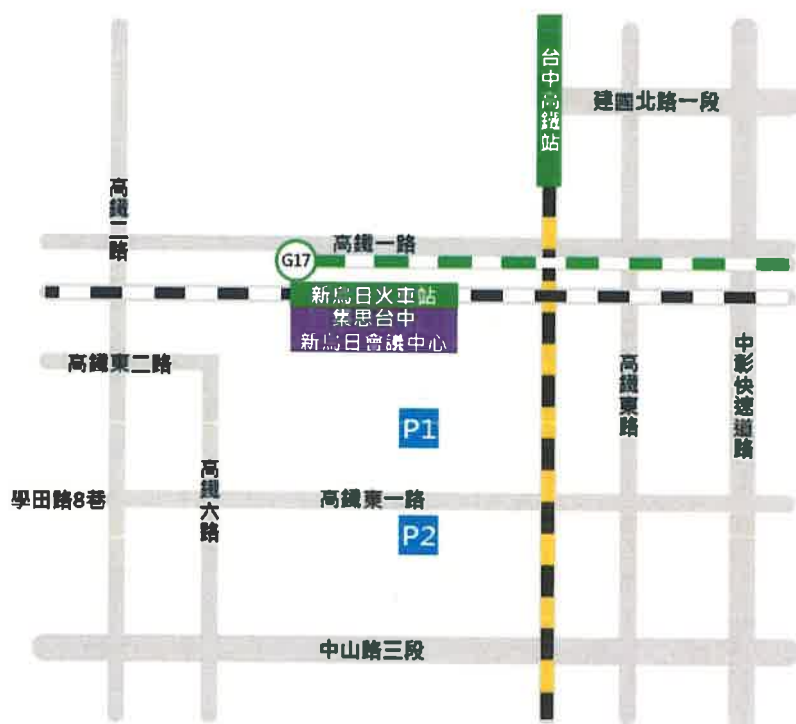 台中高鐵站
建國北路一段
高鐵二路
高鐵一路
G17
新烏日火車站
集思台中
新烏日會議中心
高鐵東二路
高鐵東路
中彰快速道路
P1
高鐵六路
學田路8巷
高鐵東一路
P2
中山路三段